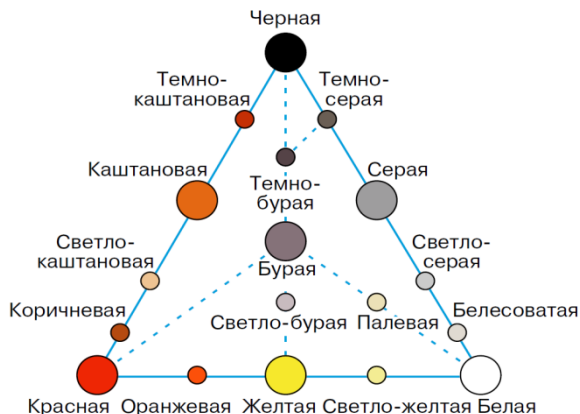 Черная
Темно-
каштановая
Темно-
серая
Каштановая
Серая
Темно-
бурая
Светло-
каштановая
Светло-
серая
Бурая
Коричневая
Светло-бурая
Палевая
Белесоватая
Красная
Оранжевая
Желтая
Светло-желтая
Белая